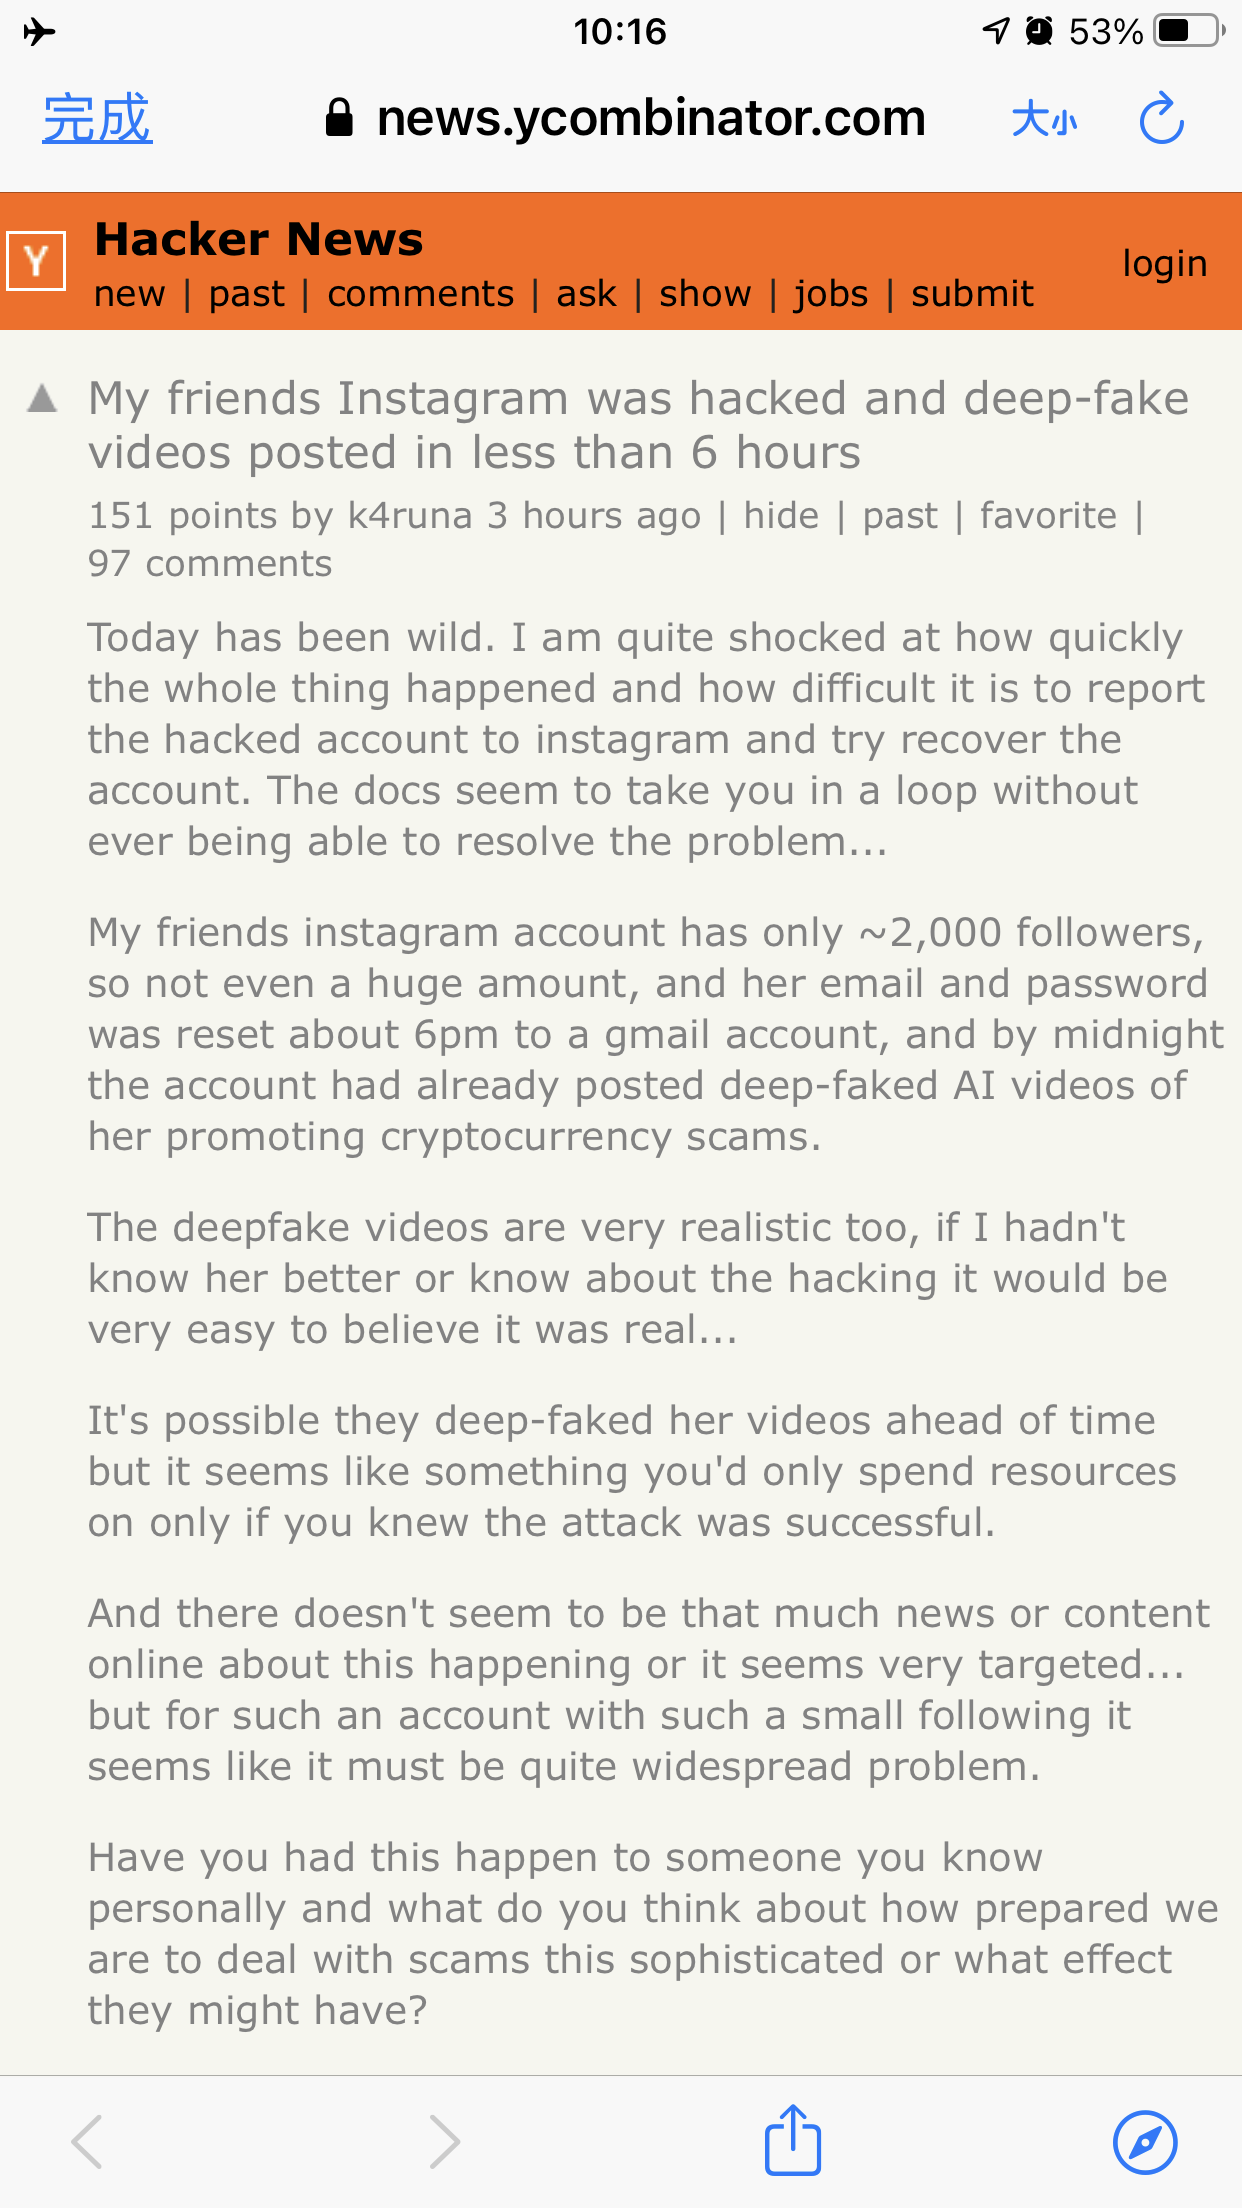 10:16
53%
完成
news.ycombinator.com
大小
Y
Hacker News
login
new | past | comments | ask | show | jobs | submit
My friends Instagram was hacked and deep-fake
videos posted in less than 6 hours
151 points by k4runa 3 hours ago | hide | past | favorite |
97 comments
Today has been wild. I am quite shocked at how quickly
the whole thing happened and how difficult it is to report
the hacked account to instagram and try recover the
account. The docs seem to take you in a loop without
ever being able to resolve the problem...
My friends instagram account has only ~2,000 followers,
so not even a huge amount, and her email and password
was reset about 6pm to a gmail account, and by midnight
the account had already posted deep-faked AI videos of
her promoting cryptocurrency scams.
The deepfake videos are very realistic too, if I hadn't
know her better or know about the hacking it would be
very easy to believe it was real...
It's possible they deep-faked her videos ahead of time
but it seems like something you'd only spend resources
on only if you knew the attack was successful.
And there doesn't seem to be that much news or content
online about this happening or it seems very targeted...
but for such an account with such a small following it
seems like it must be quite widespread problem.
Have you had this happen to someone you know
personally and what do you think about how prepared we
are to deal with scams this sophisticated or what effect
they might have?